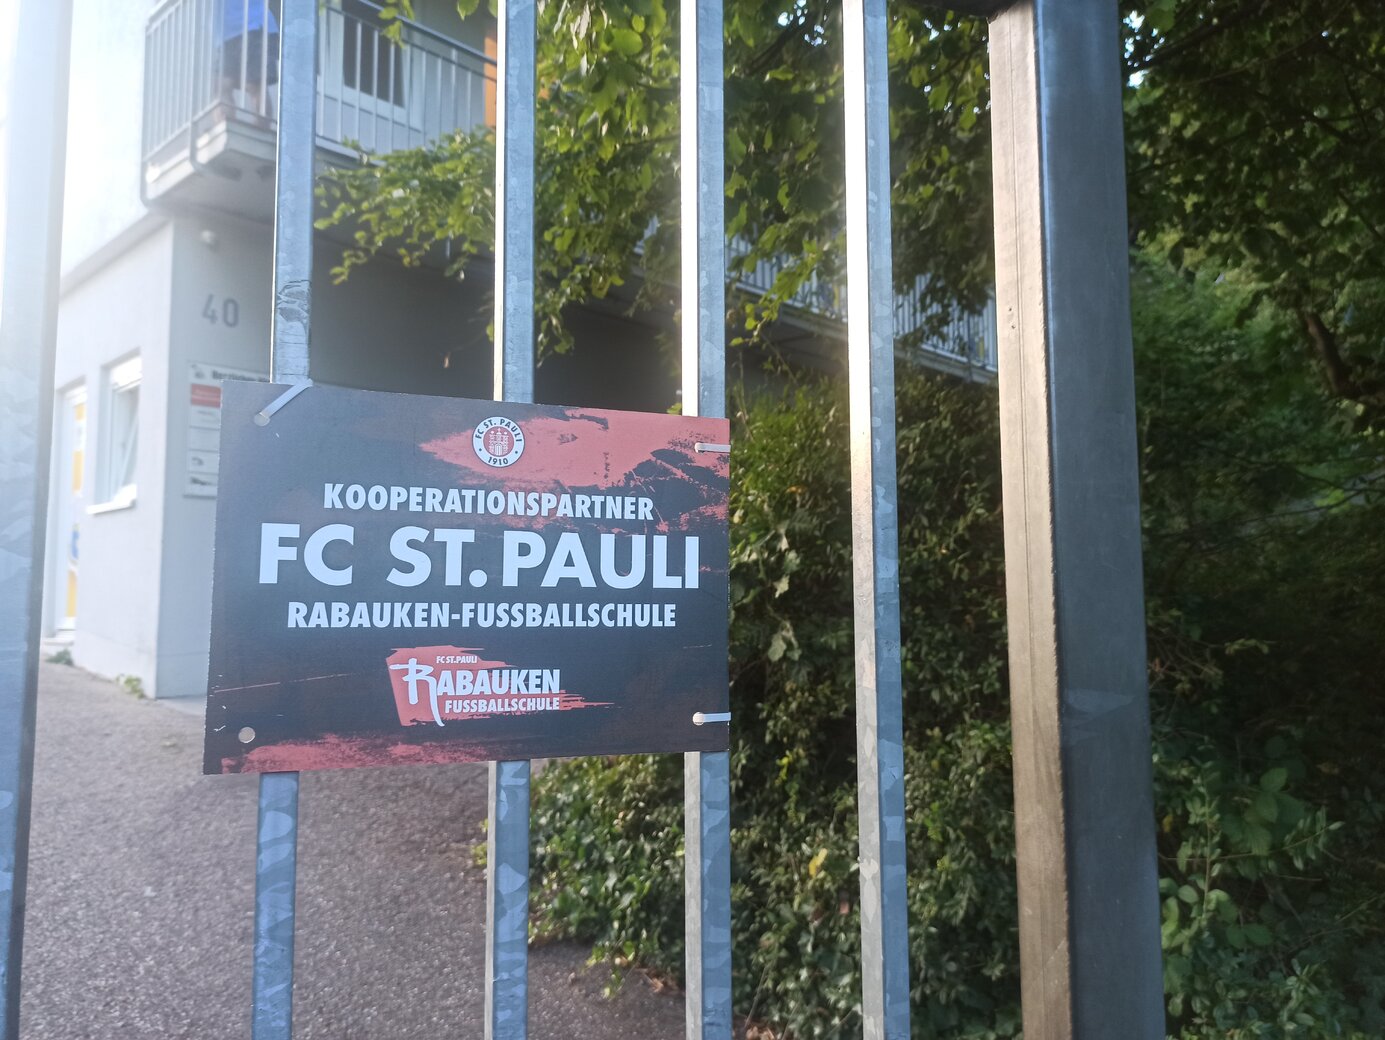 40
FC ST. PAULI
1910
KOOPERATIONSPARTNER
FC ST. PAULI
RABAUKEN-FUSSBALLSCHULE
FC ST. PAULI
RABAUKEN
FUSSBALLSCHULE